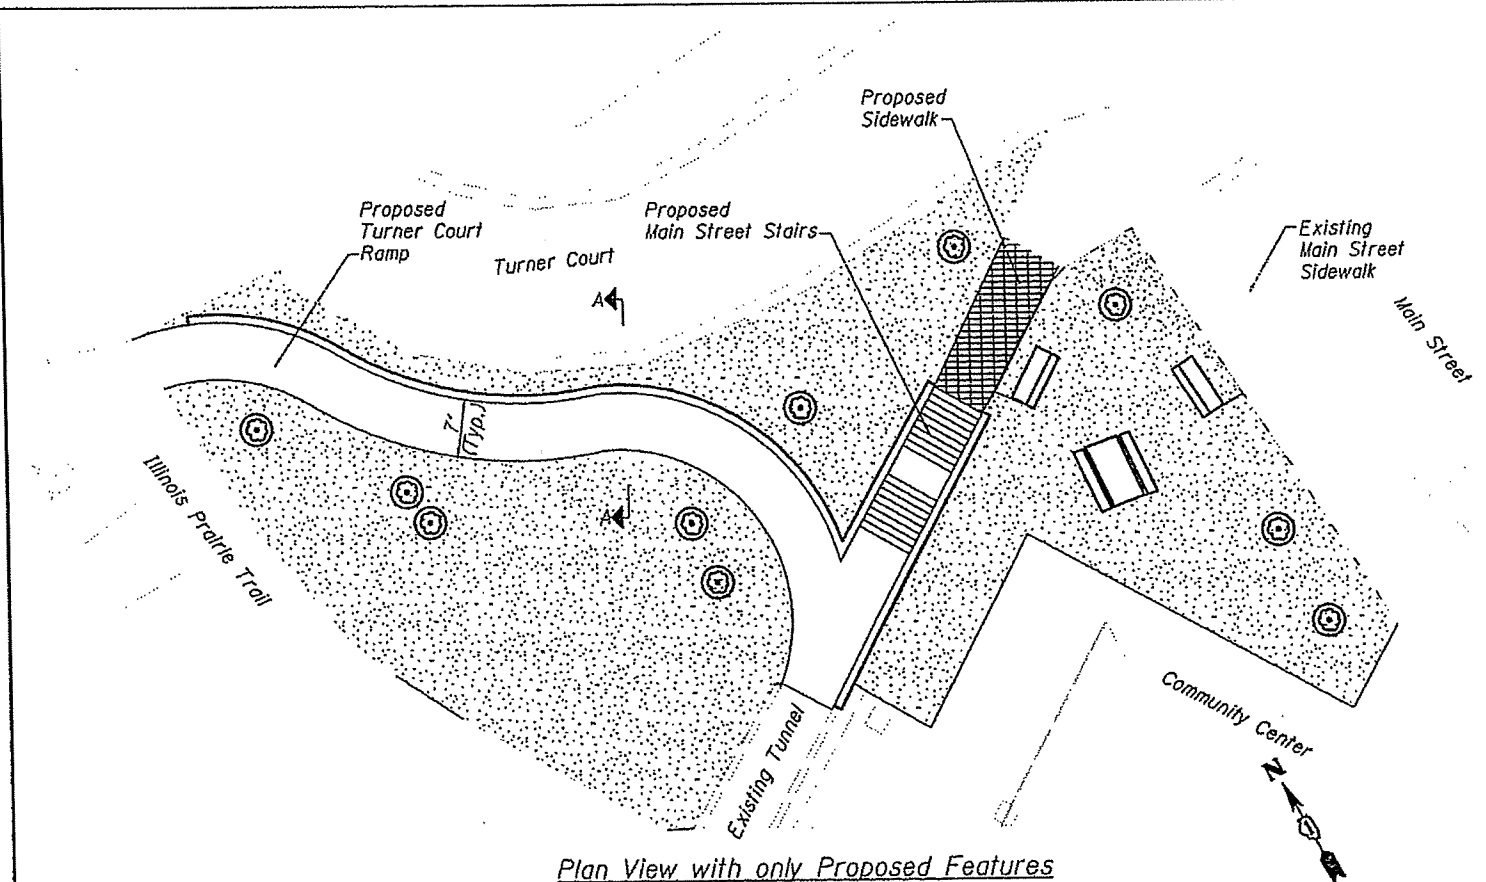 Proposed
Sidewalk
Proposed
Turner Court
Ramp
Proposed
Main Street Stairs
Turner Court
Existing
Main Street
Sidewalk
Main Street
A
7'
(Typ.)
A
Illinois Prairie Trail
Existing Tunnel
Community Center
N
Plan View with only Proposed Features